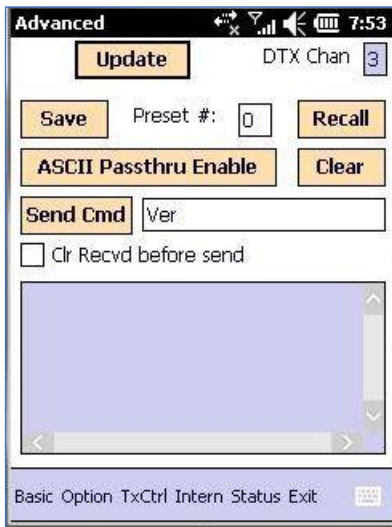 Advanced 7:53
Update DTX Chan 3
Save Preset #: 0 Recall
ASCII Passthru Enable Clear
Send Cmd Ver
Clr Recvd before send
Basic Option TxCtrl Intern Status Exit